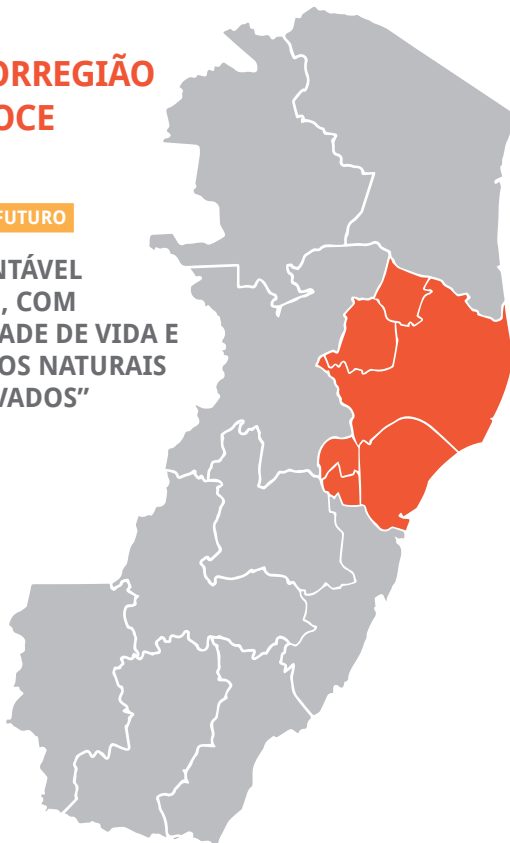 ORREGIÃO
OCE
FUTURO
NTÁVEL
, COM
ADE DE VIDA E
OS NATURAIS
VADOS”